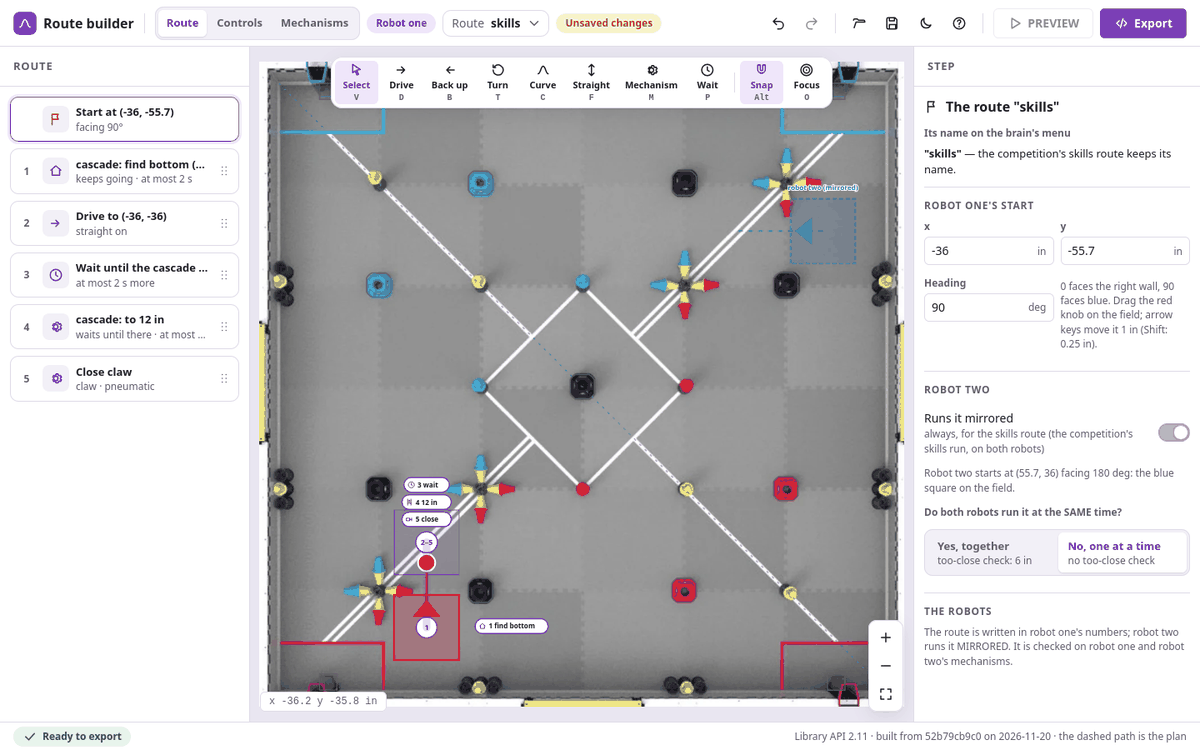 Route builder
Route
Controls
Mechanisms
Robot one
Route skills
Unsaved changes
PREVIEW
Export
ROUTE
Start at (-36, -55.7)
facing 90°
1
cascade: find bottom (...
keeps going · at most 2 s
2
Drive to (-36, -36)
straight on
3
Wait until the cascade ...
at most 2 s more
4
cascade: to 12 in
waits until there · at most ...
5
Close claw
claw · pneumatic
Select
V
Drive
D
Back up
B
Turn
T
Curve
C
Straight
F
Mechanism
M
Wait
P
Snap
Alt
Focus
O
robot two (mirrored)
3 wait
4 12 in
5 close
2–5
1
1 find bottom
x -36.2 y -35.8 in
STEP
The route "skills"
Its name on the brain's menu
"skills" — the competition's skills route keeps its
name.
ROBOT ONE'S START
x
y
-36
in
-55.7
in
Heading
90
deg
0 faces the right wall, 90
faces blue. Drag the red
knob on the field; arrow
keys move it 1 in (Shift:
0.25 in).
ROBOT TWO
Runs it mirrored
always, for the skills route (the competition's
skills run, on both robots)
Robot two starts at (55.7, 36) facing 180 deg: the blue
square on the field.
Do both robots run it at the SAME time?
Yes, together
too-close check: 6 in
No, one at a time
no too-close check
THE ROBOTS
The route is written in robot one's numbers; robot two
runs it MIRRORED. It is checked on robot one and robot
two's mechanisms.
Ready to export
Library API 2.11 · built from 52b79cb9c0 on 2026-11-20 · the dashed path is the plan